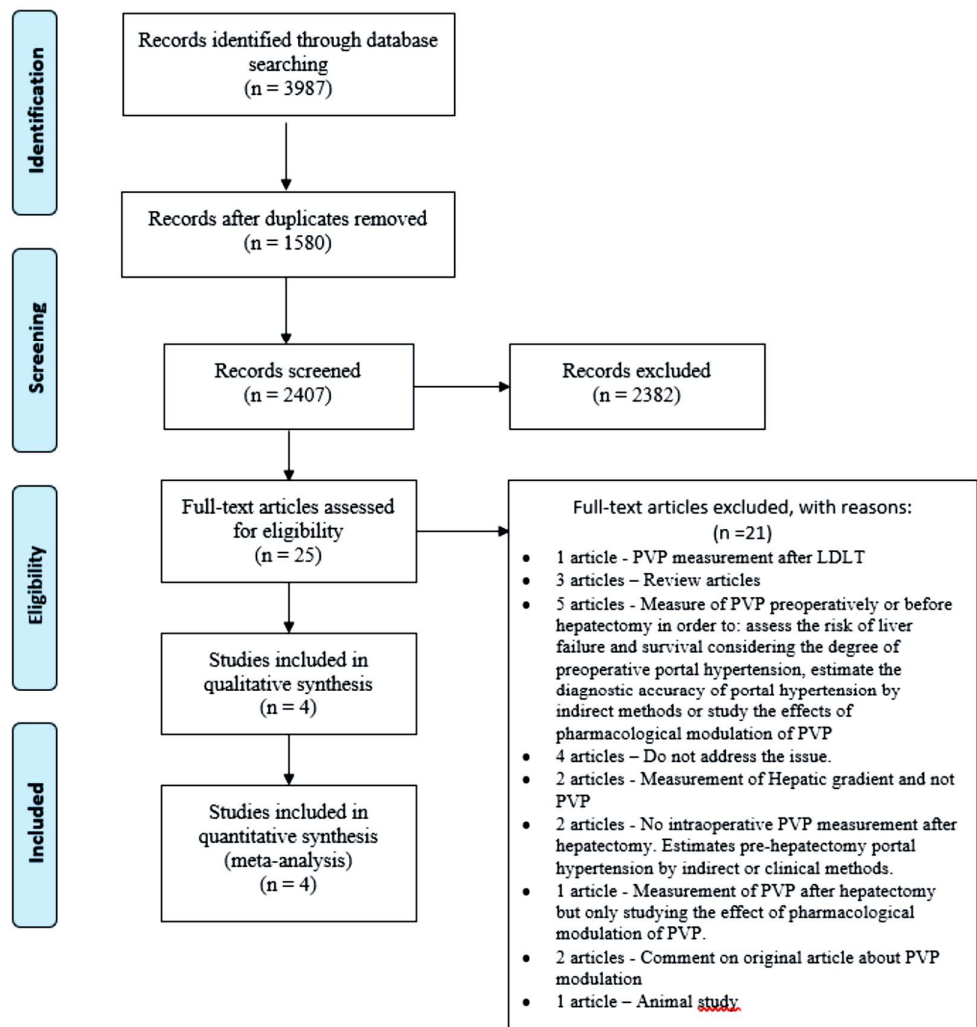 Identification
Records identified through database
searching
(n = 3987)
Records after duplicates removed
(n = 1580)
Screening
Records screened
(n = 2407)
Records excluded
(n = 2382)
Eligibility
Full-text articles assessed
for eligibility
(n = 25)
Full-text articles excluded, with reasons:
(n =21)
• 1 article - PVP measurement after LDLT
• 3 articles – Review articles
• 5 articles - Measure of PVP preoperatively or before
hepatectomy in order to: assess the risk of liver
failure and survival considering the degree of
preoperative portal hypertension, estimate the
diagnostic accuracy of portal hypertension by
indirect methods or study the effects of
pharmacological modulation of PVP
• 4 articles – Do not address the issue.
• 2 articles - Measurement of Hepatic gradient and not
PVP
• 2 articles - No intraoperative PVP measurement after
hepatectomy. Estimates pre-hepatectomy portal
hypertension by indirect or clinical methods.
• 1 article - Measurement of PVP after hepatectomy
but only studying the effect of pharmacological
modulation of PVP.
• 2 articles - Comment on original article about PVP
modulation
• 1 article – Animal study
Studies included in
qualitative synthesis
(n = 4)
Included
Studies included in
quantitative synthesis
(meta-analysis)
(n = 4)